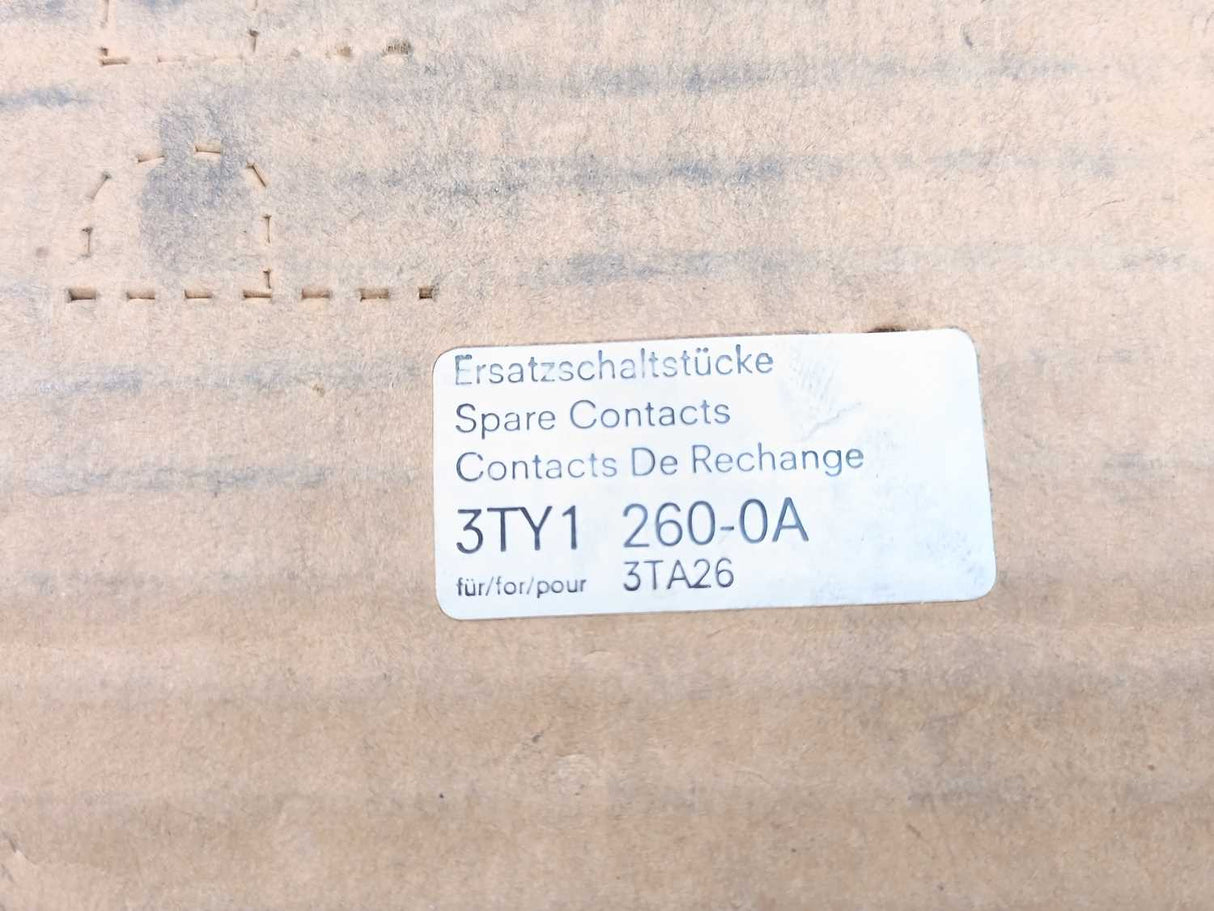 Ersatzschaltstücke
Spare Contacts
Contacts De Rechange
3TY1 260-0A
für/for/pour 3TA26